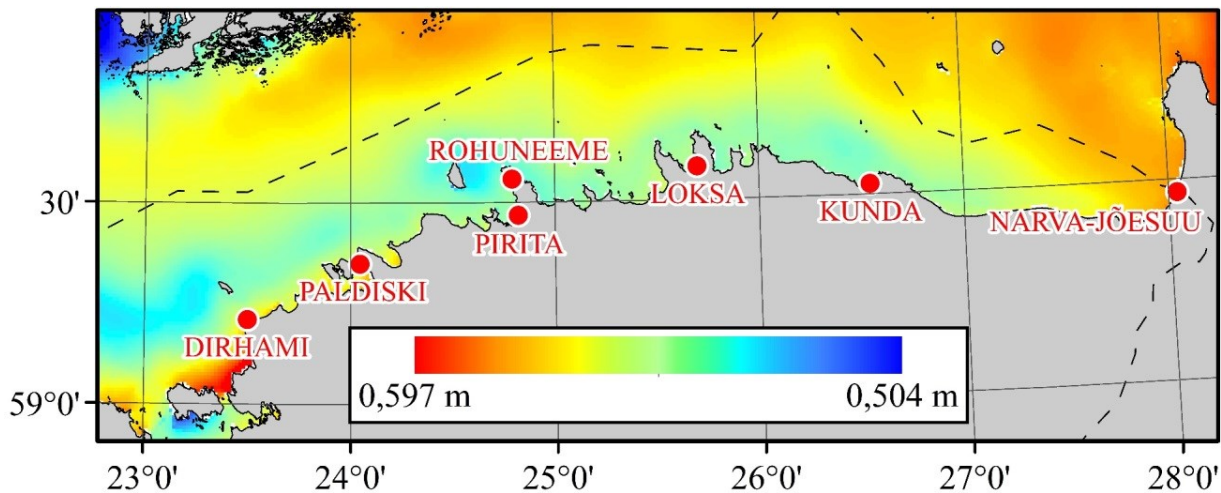 ROHUNEEME
30'
LOKSA
KUNDA
NARVA-JÕESUU
PIRITA
PALDISKI
DIRHAMI
0,597 m
0,504 m
59°0'
23°0'
24°0'
25°0'
26°0'
27°0'
28°0'